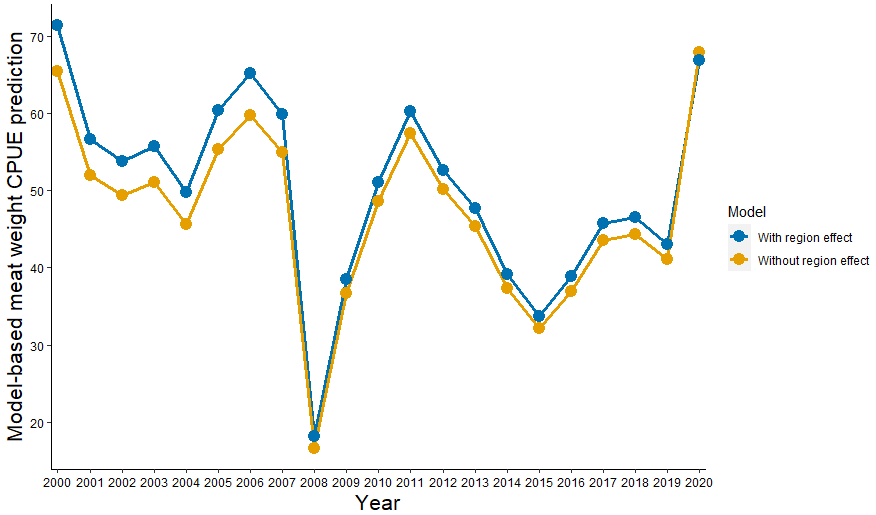 Model-based meat weight CPUE prediction
70
60
50
40
30
20
2000 2001 2002 2003 2004 2005 2006 2007 2008 2009 2010 2011 2012 2013 2014 2015 2016 2017 2018 2019 2020
Year
Model
With region effect
Without region effect